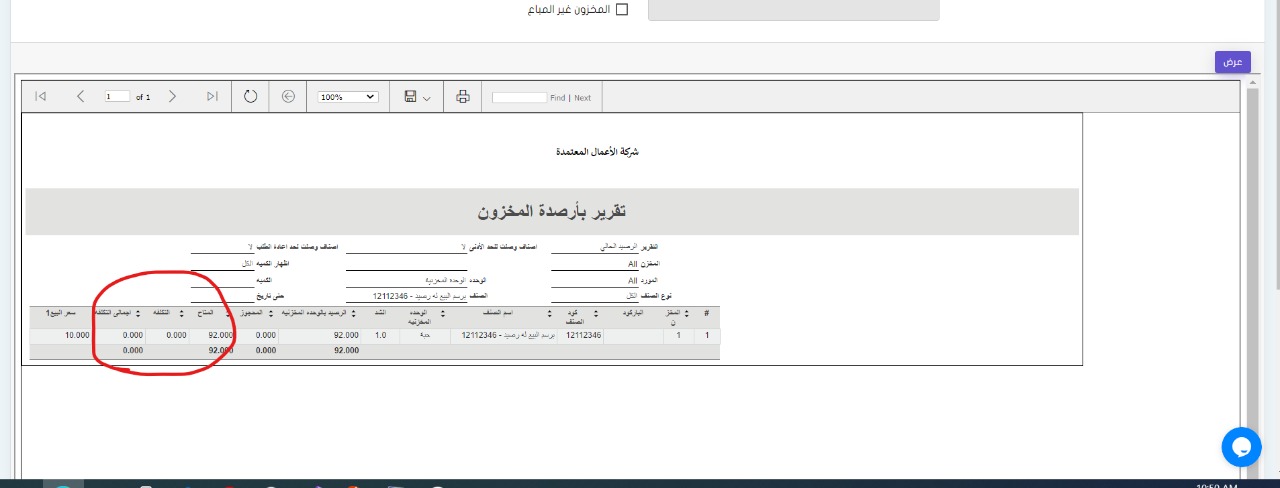 المخزون غير المباع
عرض
1 of 1 100% Find | Next
شركة الأعمال المعتمدة
تقرير بأرصدة المخزون
التقرير الرصيد الحالي اصناف وصلت للحد الأدنى لا اصناف وصلت لحد اعادة الطلب لا
المخزن All اظهار الكميه الكل
المورد All الوحده الوحده المخزنيه الكميه
نوع الصنف الكل الصنف برسم البيع له رصيد - 12112346 حتى تاريخ
# المخزن الباركود كود الصنف اسم الصنف الوحده المخزنيه الشد الرصيد بالوحده المخزنيه المحجوز المتاح التكلفه اجمالى التكلفه سعر البيع1
1 1 12112346 برسم البيع له رصيد - 12112346 حبة 1.0 92.000 0.000 92.000 0.000 0.000 10.000
92.000 0.000 92.000 0.000